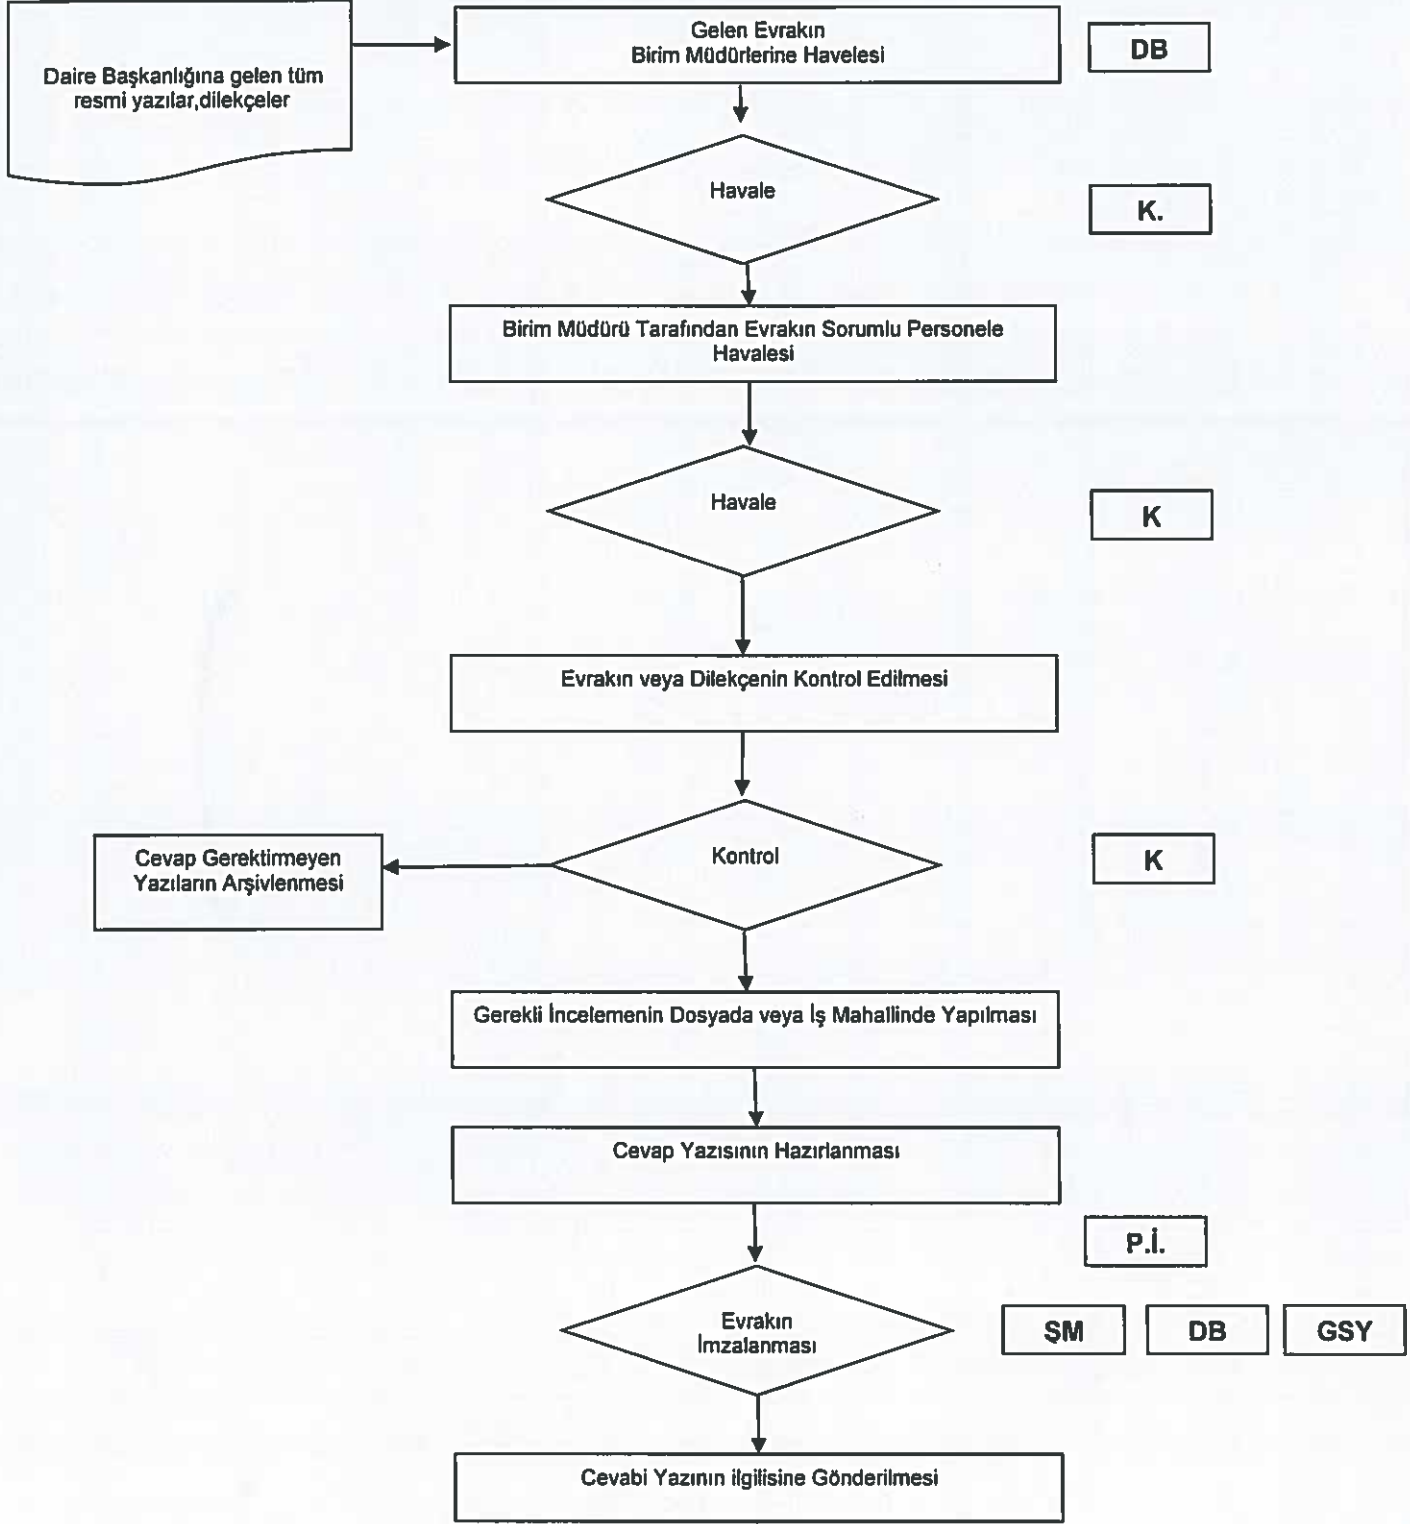 Daire Başkanlığına gelen tüm
resmi yazılar,dilekçeler
Gelen Evrakın
Birim Müdürlerine Havelesi
DB
Havale
K.
Birim Müdürü Tarafından Evrakın Sorumlu Personele
Havalesi
Havale
K
Evrakın veya Dilekçenin Kontrol Edilmesi
Kontrol
K
Cevap Gerektirmeyen
Yazıların Arşivlenmesi
Gerekli İncelemenin Dosyada veya İş Mahallinde Yapılması
Cevap Yazısının Hazırlanması
P.İ.
Evrakın
İmzalanması
ŞM
DB
GSY
Cevabi Yazının ilgilisine Gönderilmesi